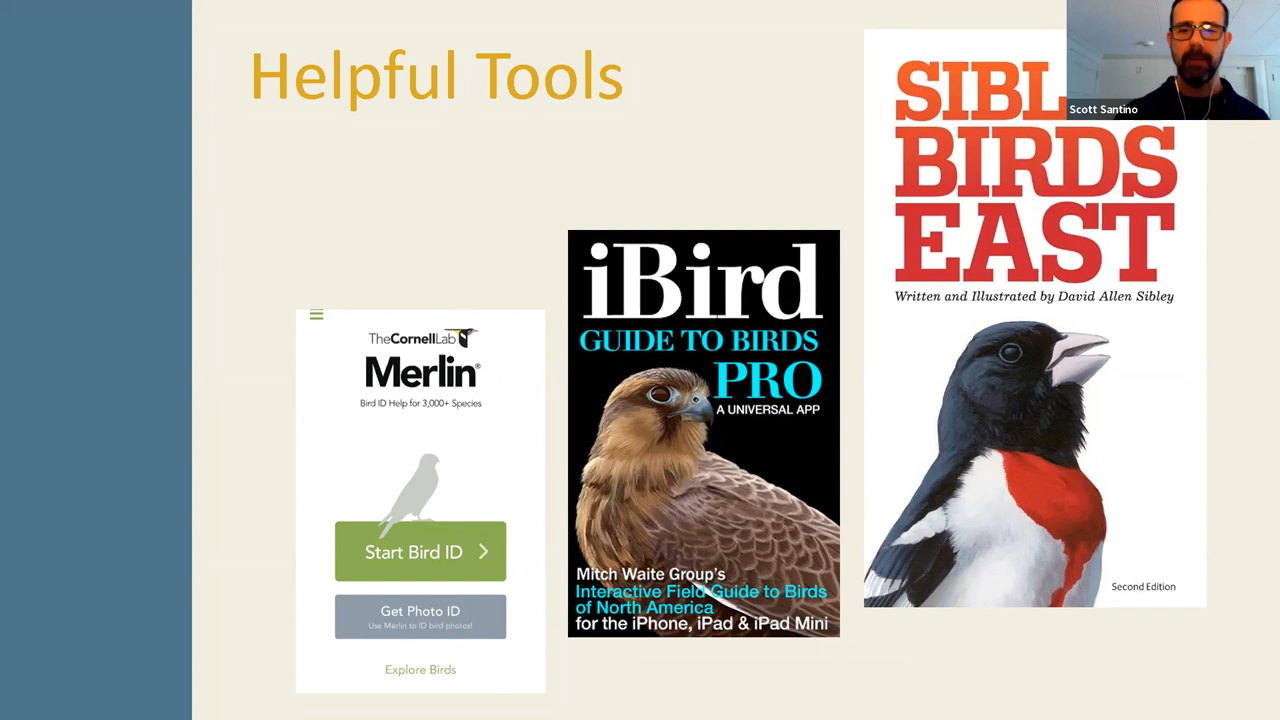 Helpful Tools
Scott Santino
SIBL
BIRDS
EAST
Written and Illustrated by David Allen Sibley
Second Edition
iBird
GUIDE TO BIRDS
PRO
A UNIVERSAL APP
Mitch Waite Group's
Interactive Field Guide to Birds
of North America
for the iPhone, iPad & iPad Mini
TheCornellLab
Merlin®
Bird ID Help for 3,000+ Species
Start Bird ID
Get Photo ID
Use Merlin to ID bird photos!
Explore Birds